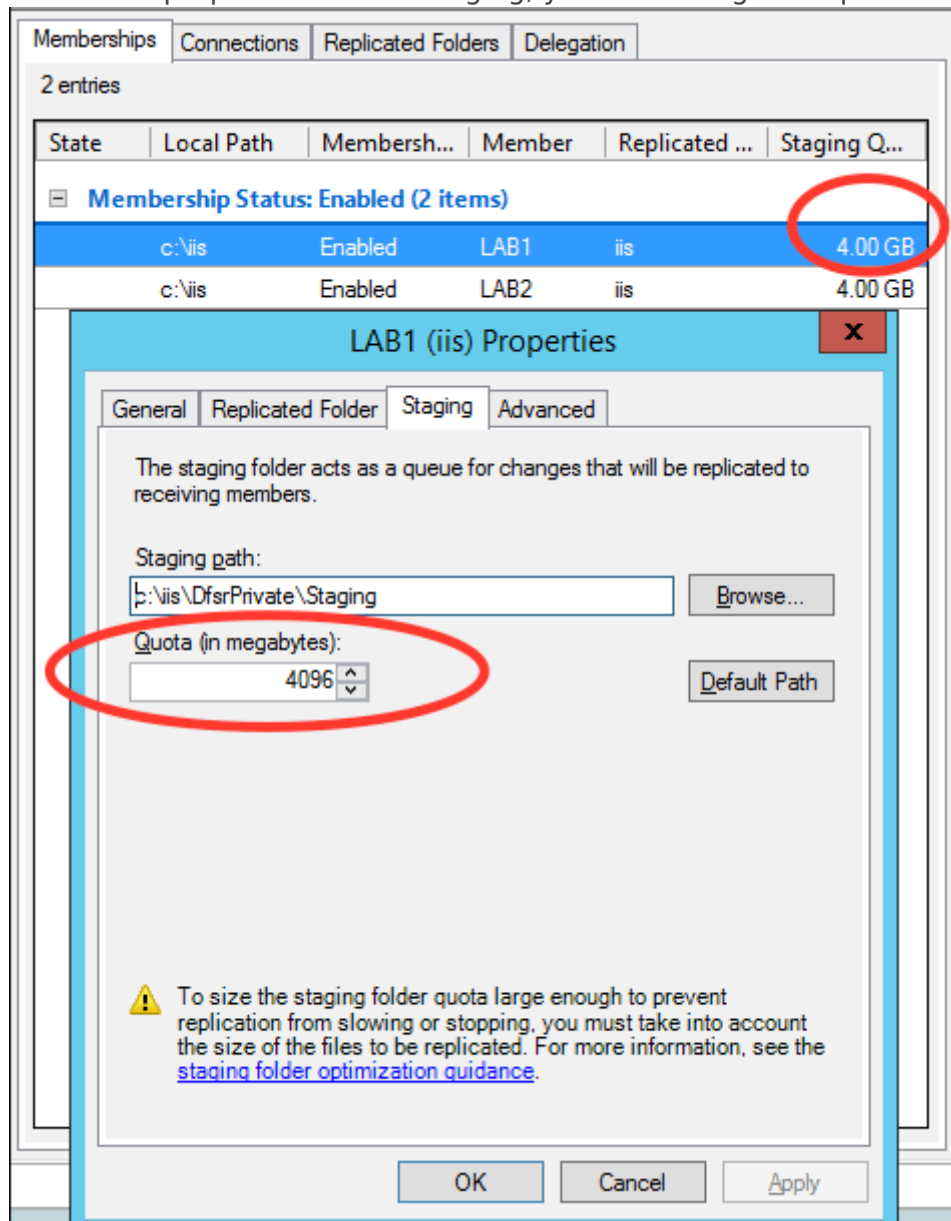 Memberships Connections Replicated Folders Delegation
2 entries
State Local Path Membersh... Member Replicated ... Staging Q...
Membership Status: Enabled (2 items)
c:\iis Enabled LAB1 iis 4.00 GB
c:\iis Enabled LAB2 iis 4.00 GB
LAB1 (iis) Properties
x
General Replicated Folder Staging Advanced
The staging folder acts as a queue for changes that will be replicated to
receiving members.
Staging path:
c:\iis\DfsrPrivate\Staging Browse...
Quota (in megabytes):
4096 Default Path
To size the staging folder quota large enough to prevent
replication from slowing or stopping, you must take into account
the size of the files to be replicated. For more information, see the
staging folder optimization guidance.
OK Cancel Apply